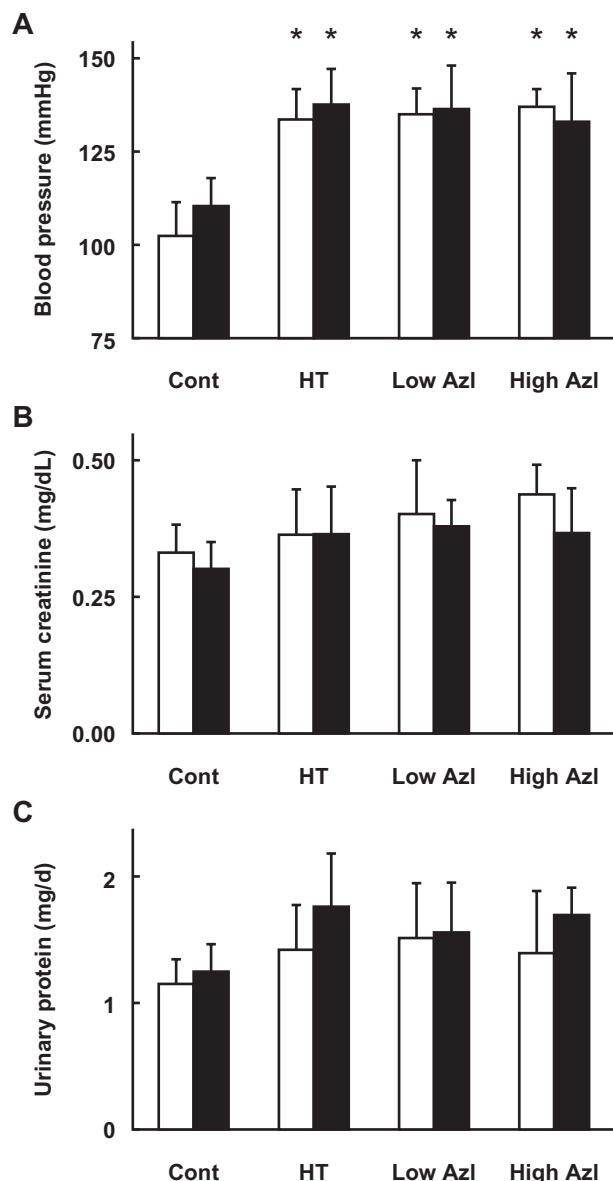 A
* * * * * *
Blood pressure (mmHg)
150
125
100
75
Cont HT Low Azl High Azl
B
Serum creatinine (mg/dL)
0.50
0.25
0.00
Cont HT Low Azl High Azl
C
Urinary protein (mg/d)
2
1
0
Cont HT Low Azl High Azl